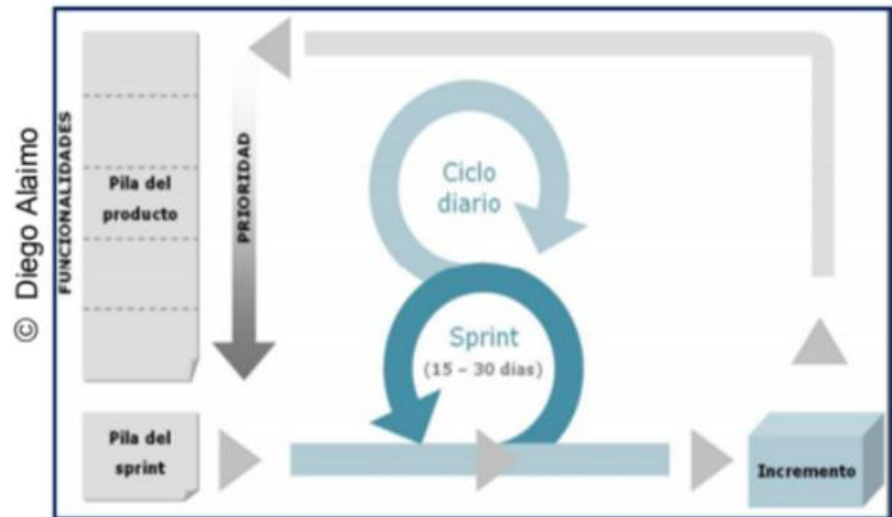 © Diego Alaimo
FUNCIONALIDADES
Pila del
producto
PRIORIDAD
Ciclo
diario
Sprint
(15 – 30 días)
Pila del
sprint
Incremento